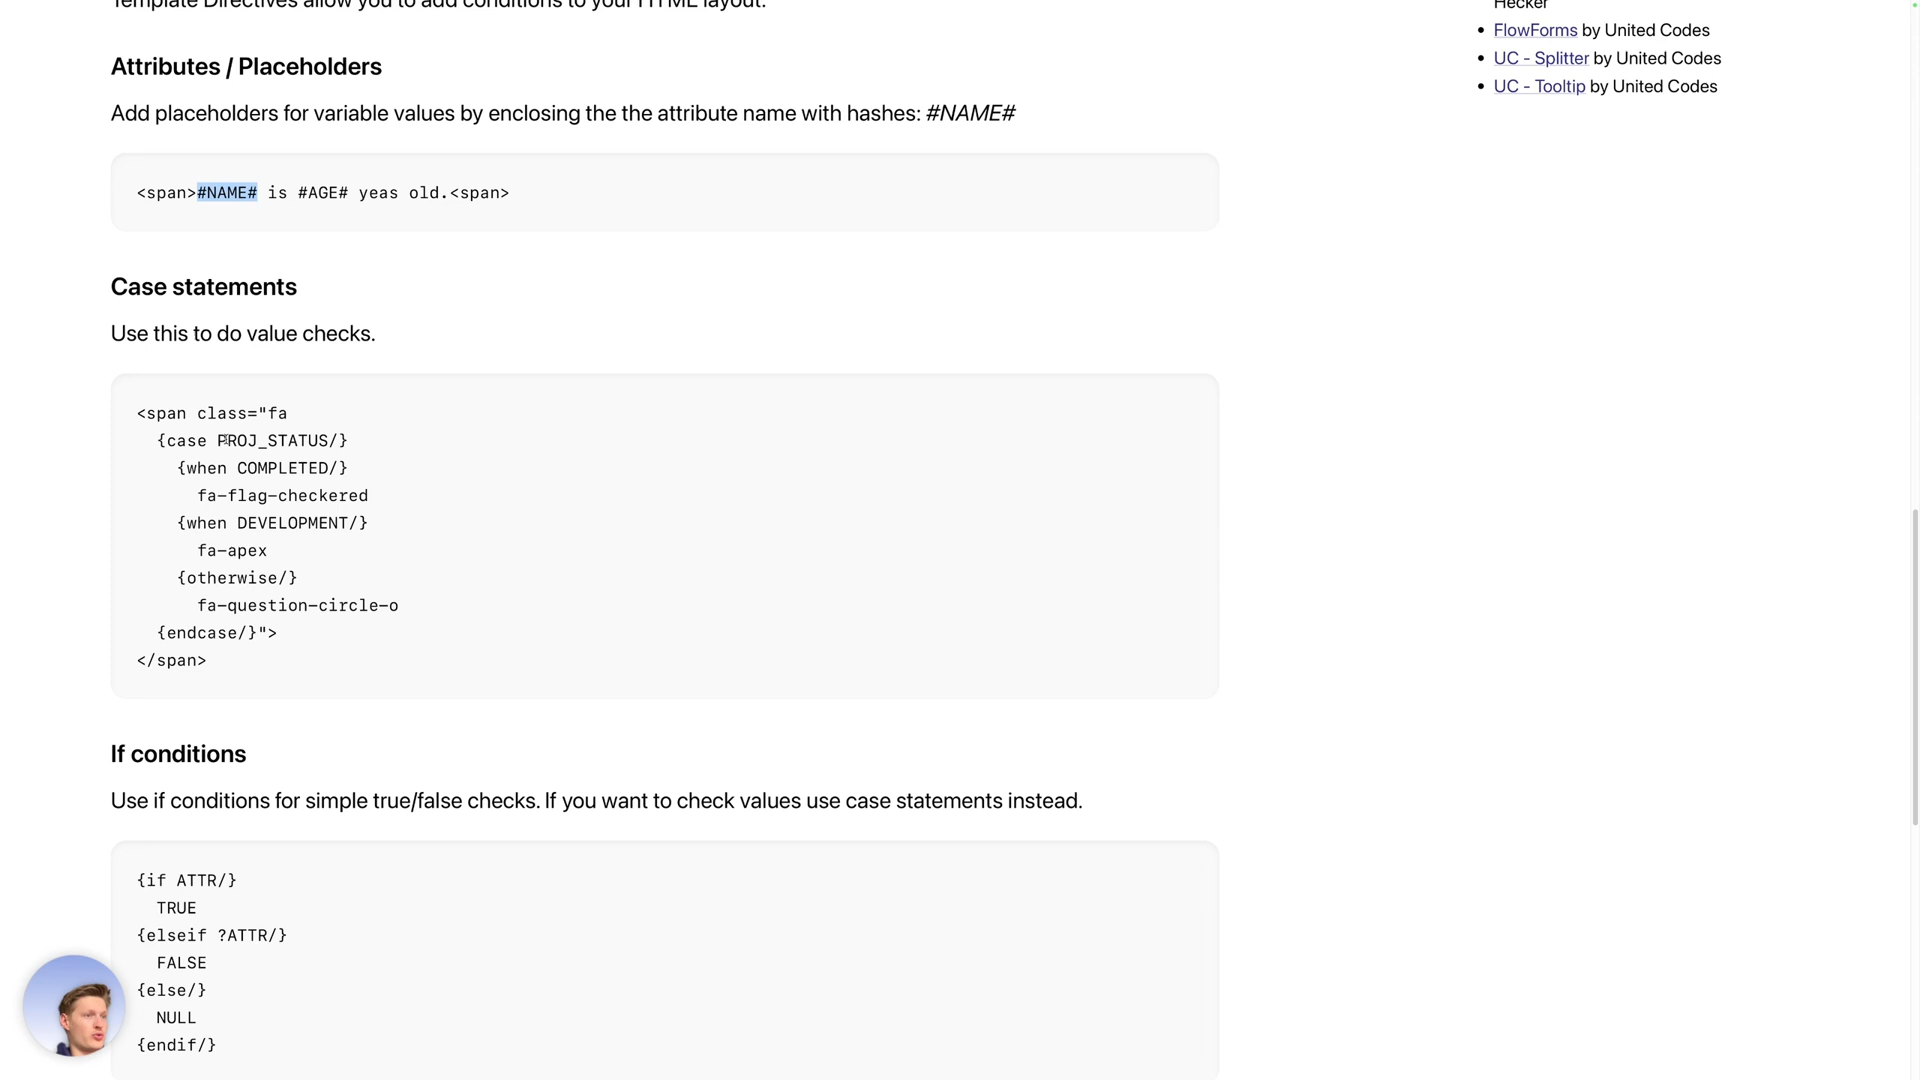 Template Directives allow you to add conditions to your HTML layout.
Attributes / Placeholders
Add placeholders for variable values by enclosing the the attribute name with hashes: #NAME#
<span>#NAME# is #AGE# yeas old.<span>
Case statements
Use this to do value checks.
<span class="fa
{case PROJ_STATUS/}
{when COMPLETED/}
fa-flag-checkered
{when DEVELOPMENT/}
fa-apex
{otherwise/}
fa-question-circle-o
{endcase/}">
</span>
If conditions
Use if conditions for simple true/false checks. If you want to check values use case statements instead.
{if ATTR/}
TRUE
{elseif ?ATTR/}
FALSE
{else/}
NULL
{endif/}
Hecker
• FlowForms by United Codes
• UC - Splitter by United Codes
• UC - Tooltip by United Codes